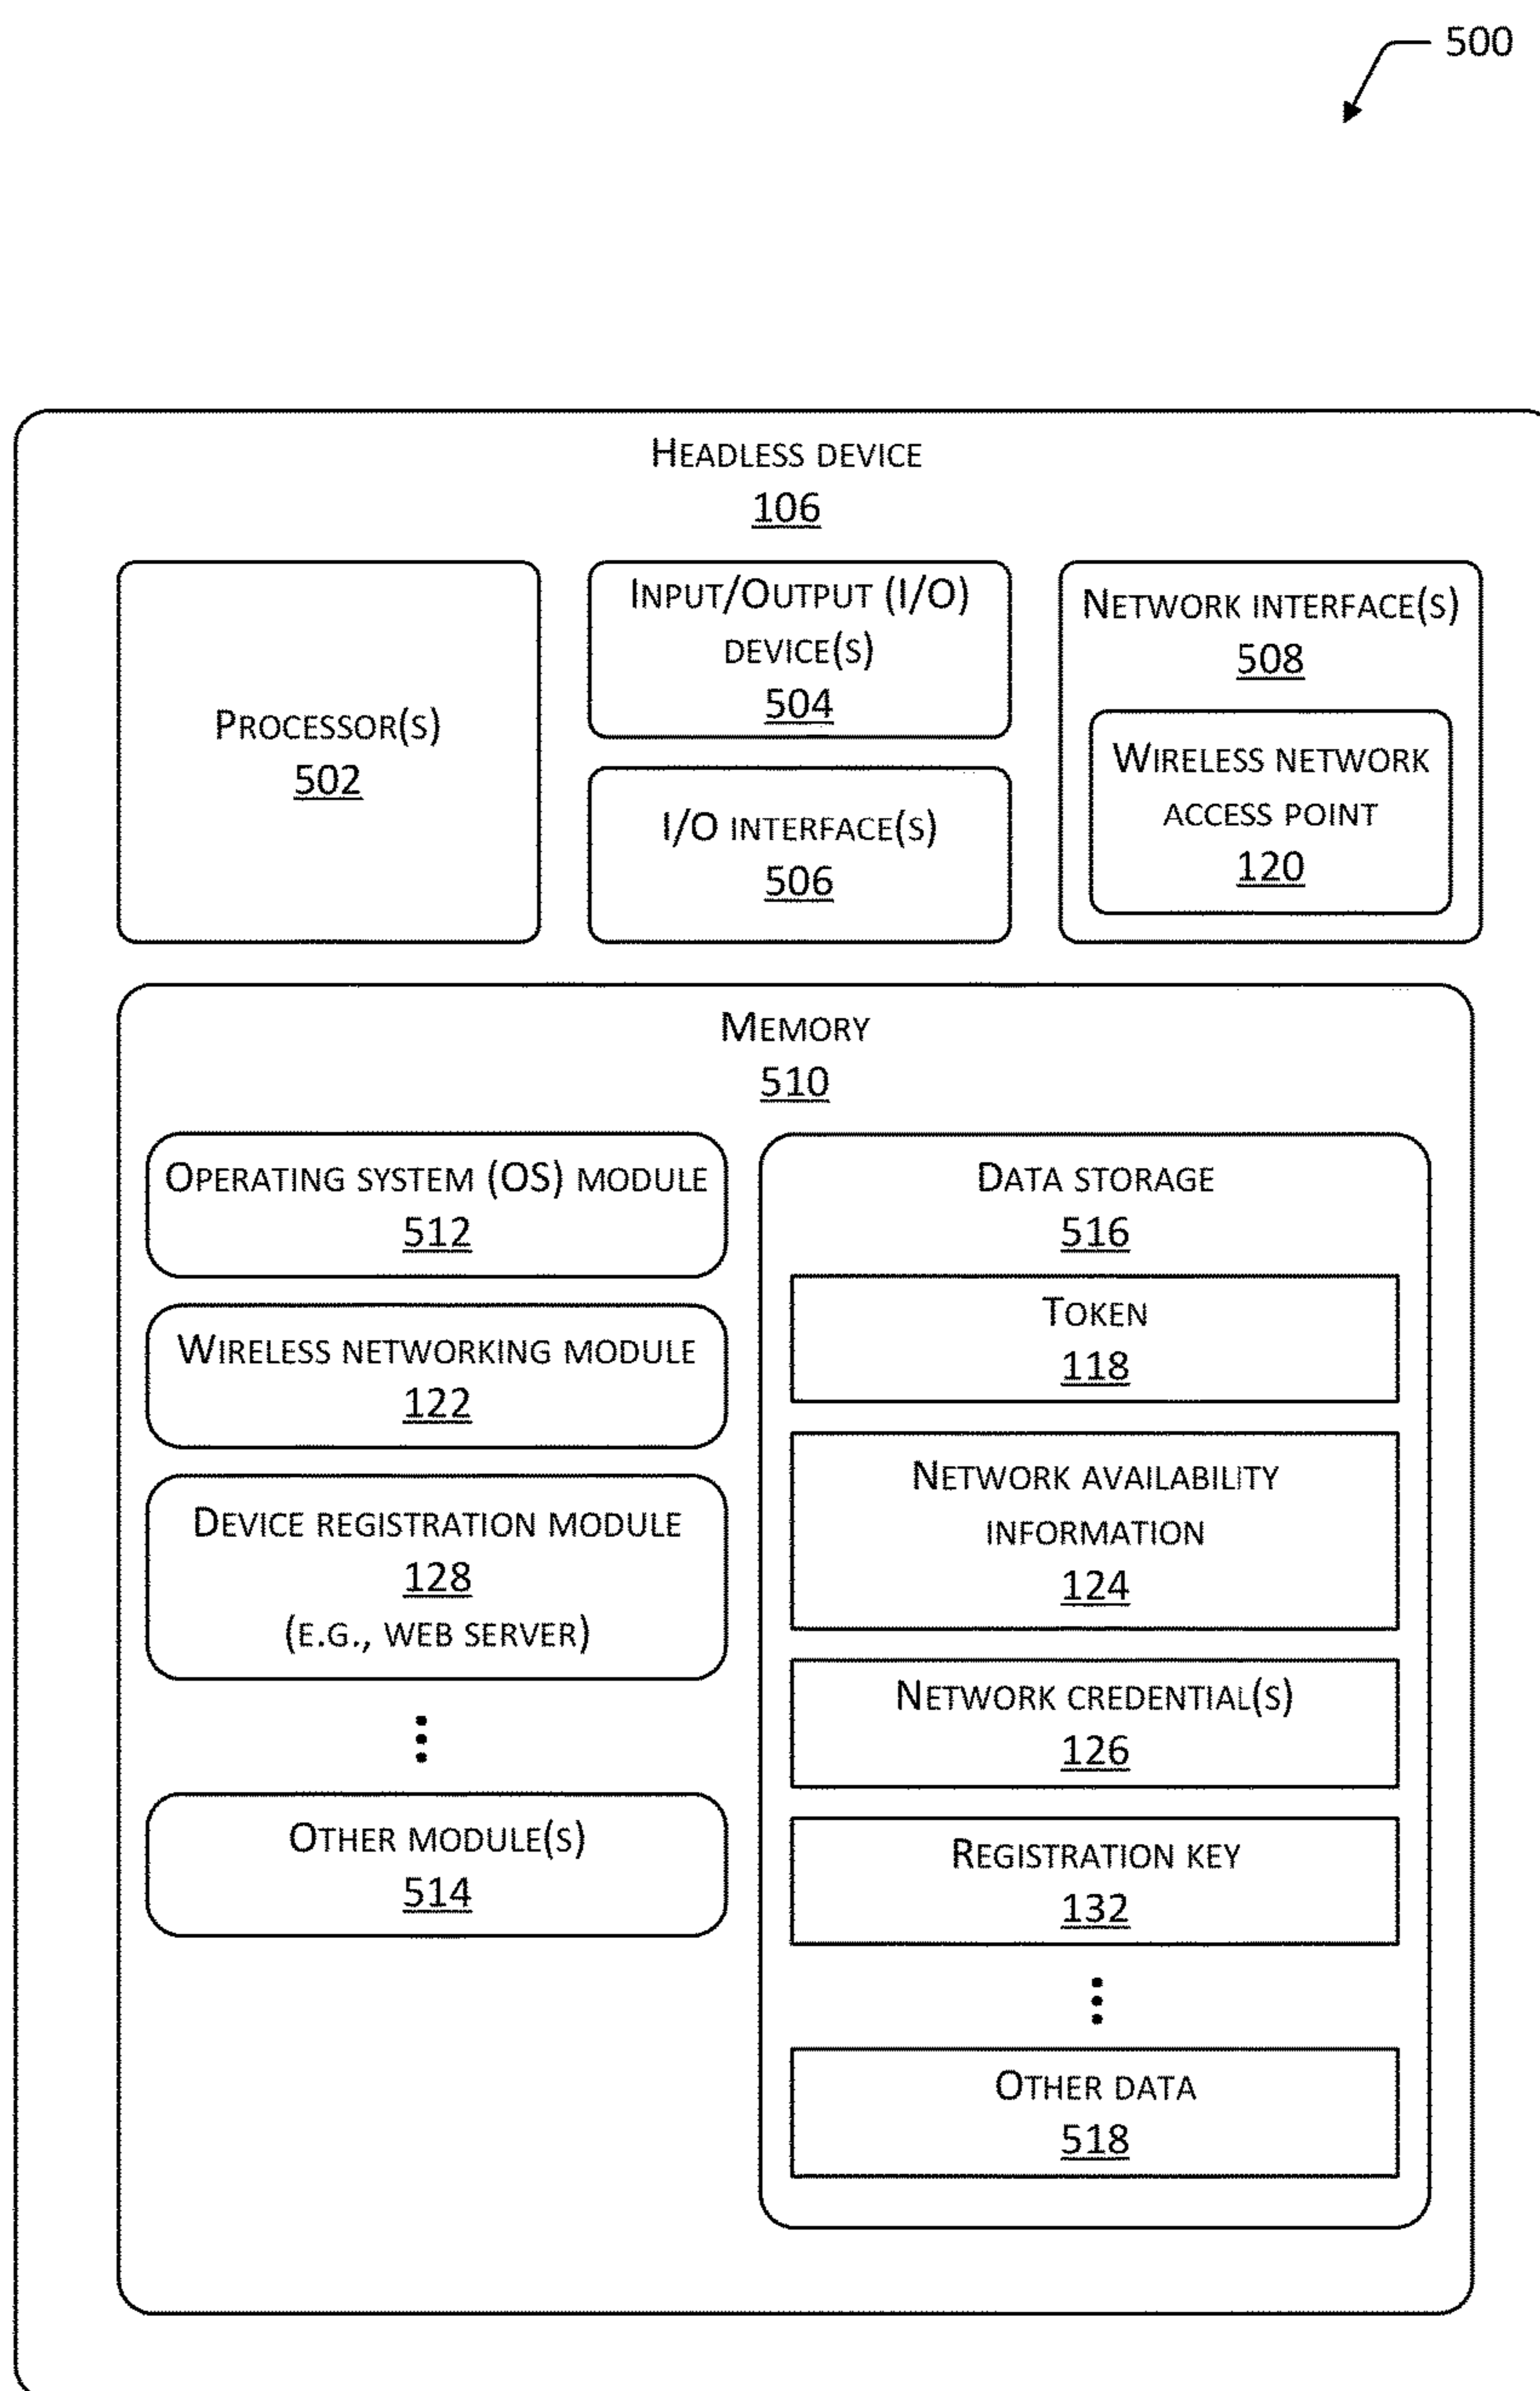 500
HEADLESS DEVICE
106
PROCESSOR(S)
502
INPUT/OUTPUT (I/O)
DEVICE(S)
504
I/O INTERFACE(S)
506
NETWORK INTERFACE(S)
508
WIRELESS NETWORK
ACCESS POINT
120
MEMORY
510
OPERATING SYSTEM (OS) MODULE
512
WIRELESS NETWORKING MODULE
122
DEVICE REGISTRATION MODULE
128
(E.G., WEB SERVER)
OTHER MODULE(S)
514
DATA STORAGE
516
TOKEN
118
NETWORK AVAILABILITY
INFORMATION
124
NETWORK CREDENTIAL(S)
126
REGISTRATION KEY
132
OTHER DATA
518